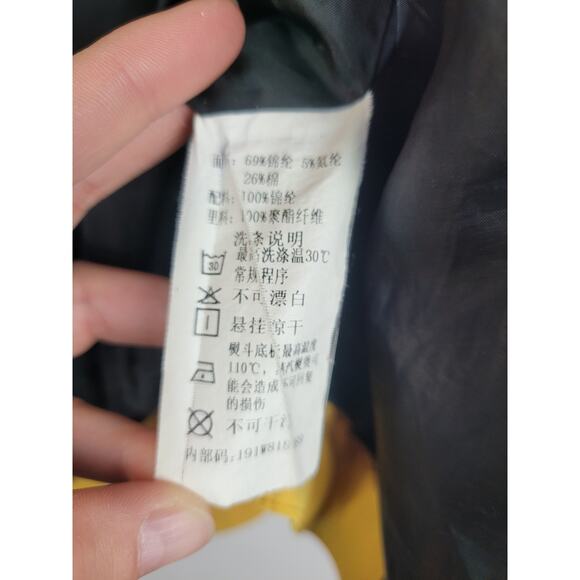 面料：69%锦纶 5%氨纶
26%棉
配料：100%锦纶
里料：100%聚酯纤维
洗涤说明
30
最高洗涤温30℃
常规程序
不可漂白
悬挂晾干
熨斗底板最高温度
110℃，蒸汽熨烫可
能会造成不可回复
的损伤
不可干洗
内部码：